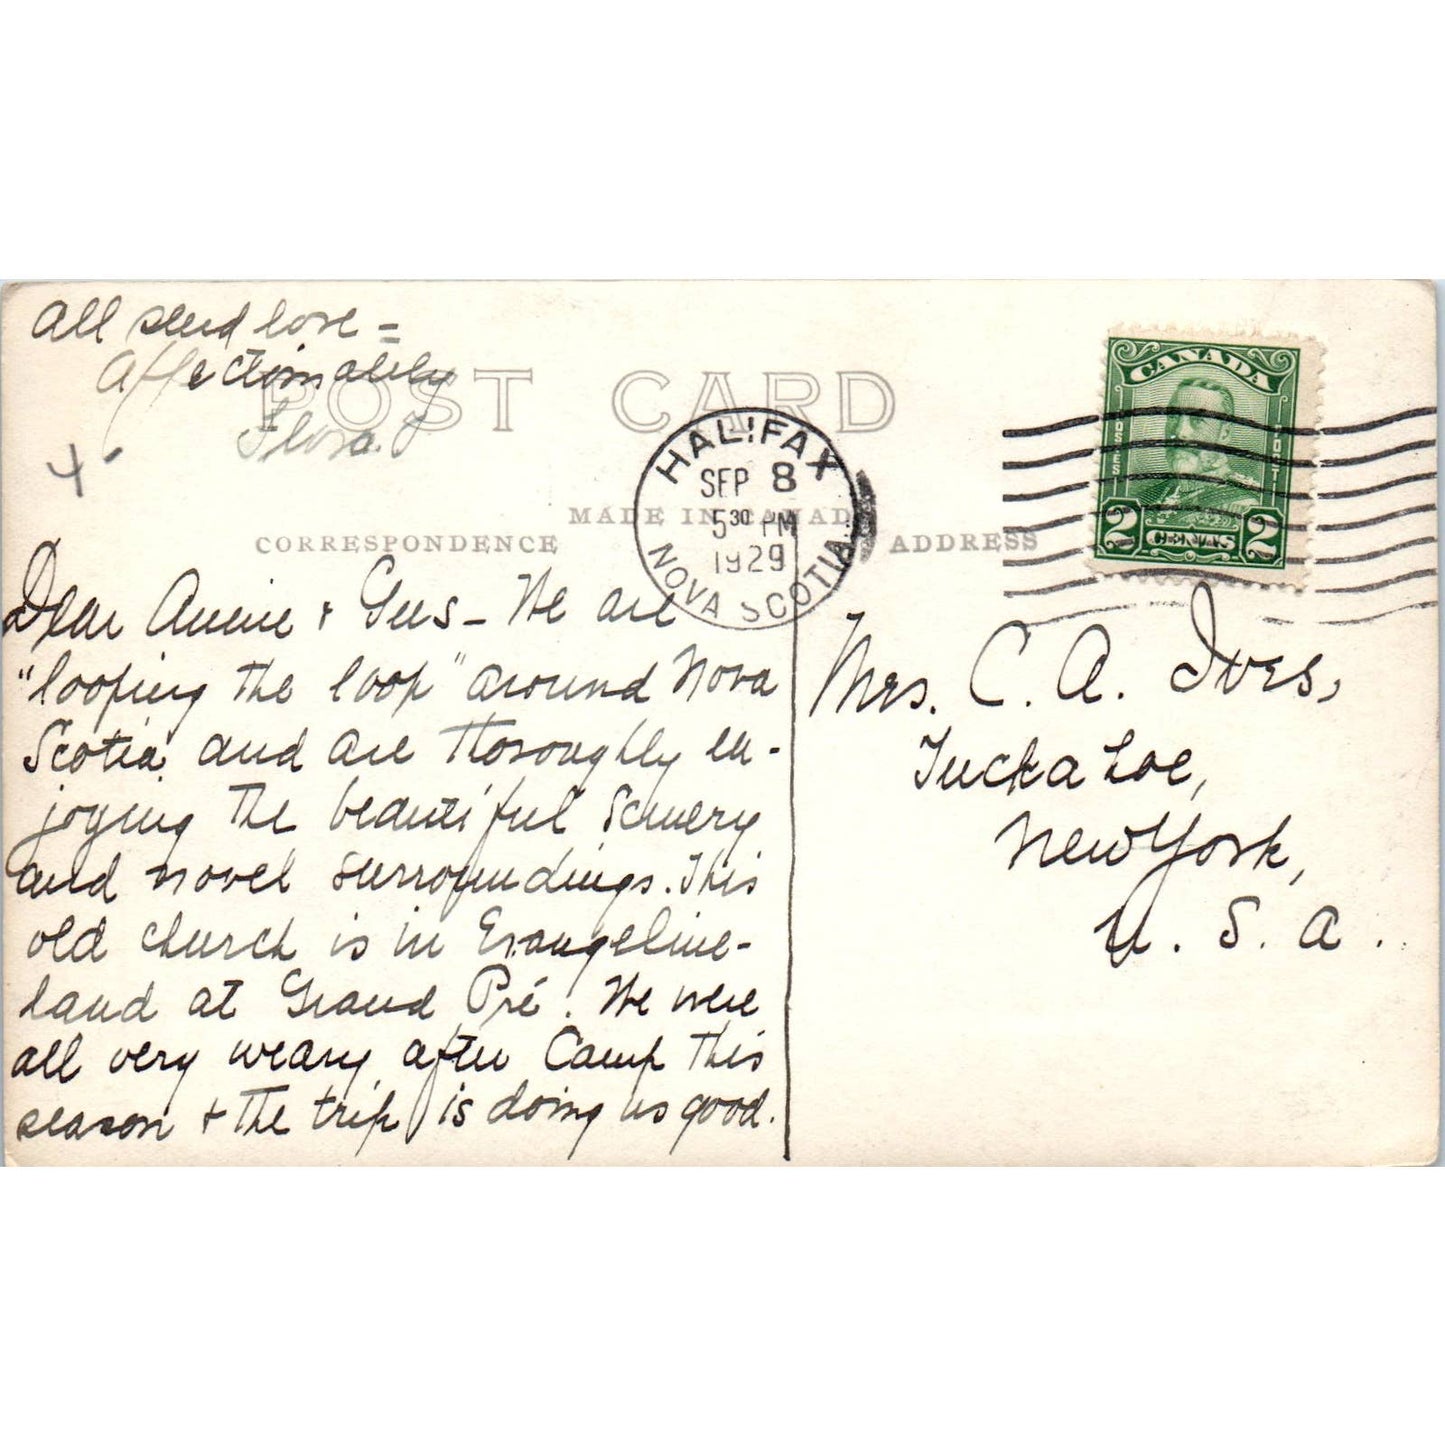 All send love =
Affectionately
Flora.
POST CARD
MADE IN CANADA
CORRESPONDENCE
ADDRESS
HALIFAX
SEP 8
5 30 PM
1929
NOVA SCOTIA
CANADA
POSTES
POST
2 CENTS 2
Dear Annie + Gus – We are
"looping the loop" around Nova
Scotia and are thoroughly en-
joying the beautiful scenery
and novel surroundings. This
old church is in Evangeline-
land at Grand Pré. We were
all very weary after Camp this
season + the trip is doing us good.
Mrs. C. A. Ives,
Tuckahoe,
New York,
U. S. A.